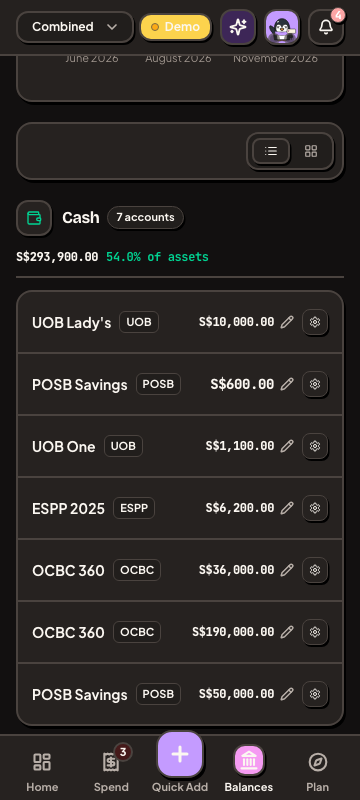 Combined
Demo
4
June 2026 August 2026 November 2026
Cash 7 accounts
S$293,900.00 54.0% of assets
UOB Lady's UOB S$10,000.00
POSB Savings POSB S$600.00
UOB One UOB S$1,100.00
ESPP 2025 ESPP S$6,200.00
OCBC 360 OCBC S$36,000.00
OCBC 360 OCBC S$190,000.00
POSB Savings POSB S$50,000.00
3
Home Spend Quick Add Balances Plan